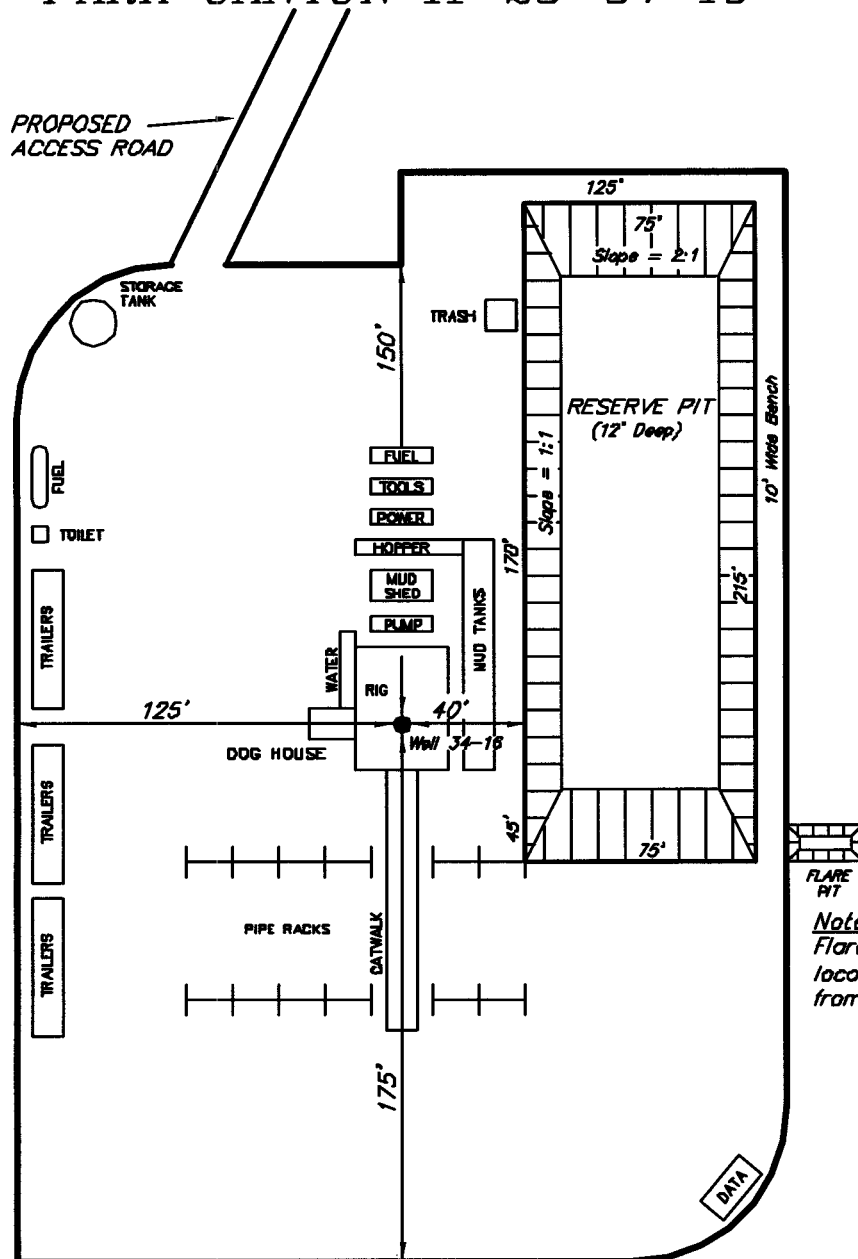 PROPOSED
ACCESS ROAD
125'
75'
Slope = 2:1
STORAGE
TANK
TRASH
150'
RESERVE PIT
(12' Deep)
10' Wide Bench
Slope = 1:1
FUEL
FUEL
TOOLS
POWER
TOILET
HOPPER
170'
MUD
SHED
215'
TRAILERS
MUD TANKS
PUMP
WATER
RIG
125'
40'
Well 34-16
DOG HOUSE
TRAILERS
45'
75'
FLARE
PIT
PIPE RACKS
CATWALK
TRAILERS
Note
Flare
loca
from
175'
DATA